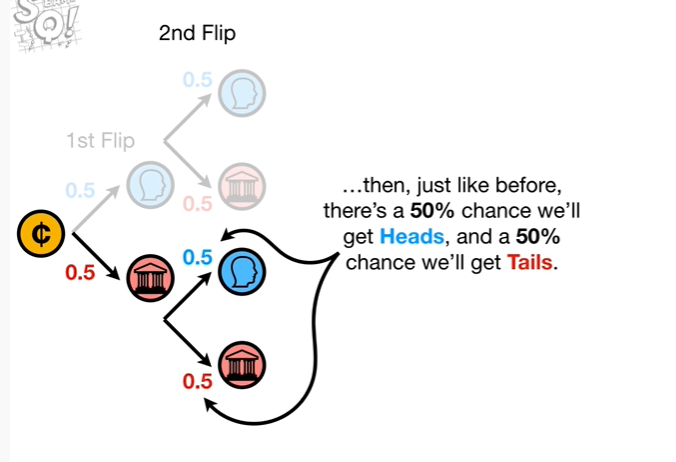 2nd Flip
0.5
1st Flip
0.5
0.5
¢
0.5
0.5
0.5
…then, just like before,
there's a 50% chance we'll
get Heads, and a 50%
chance we'll get Tails.